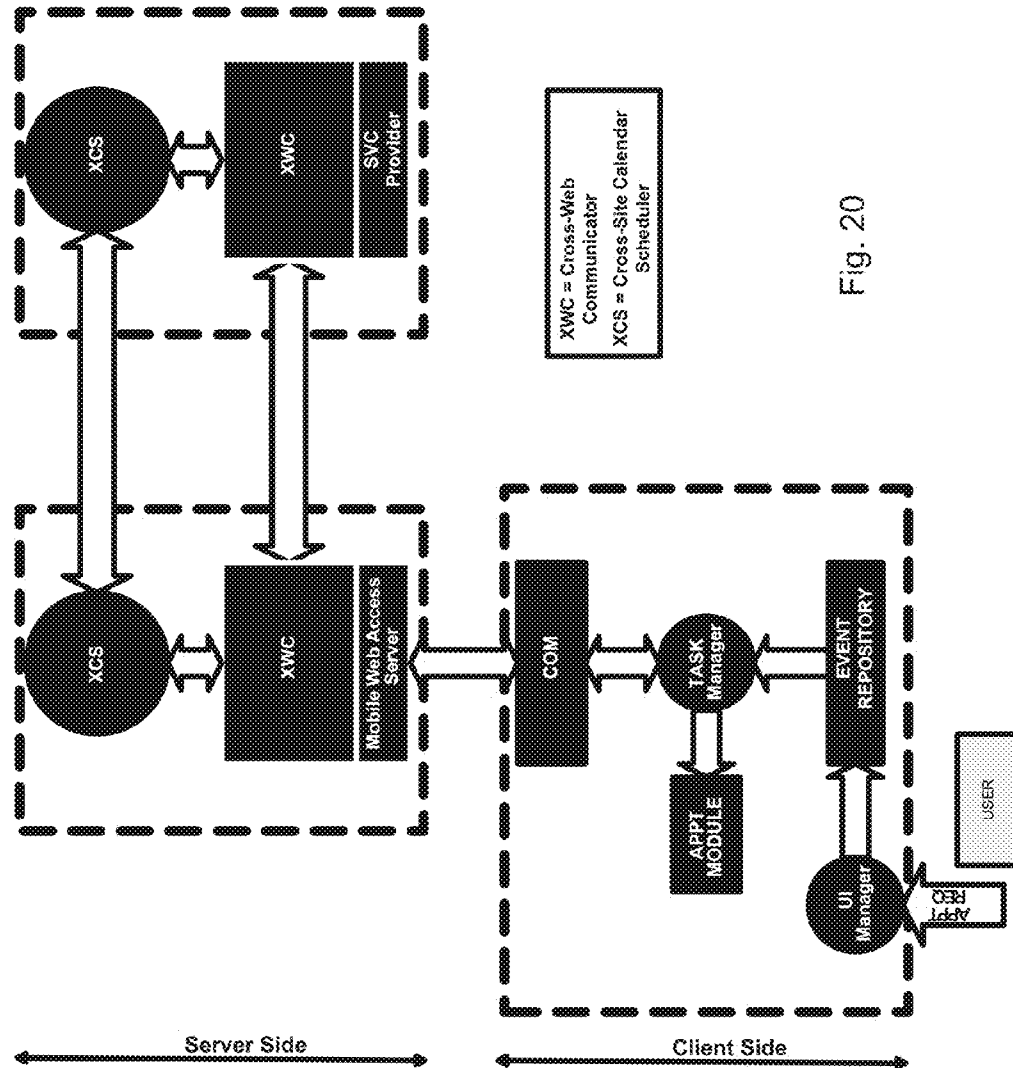 XCS
XWC
SVC
Provider
XCS
XWC
Mobile Web Access
Server
XWC = Cross-Web
Communicator
XCS = Cross-Site Calendar
Scheduler
Fig. 20
COM
TASK
Manager
APPT
MODULE
EVENT
REPOSITORY
UI
Manager
APPT
REQ
USER
Server Side
Client Side